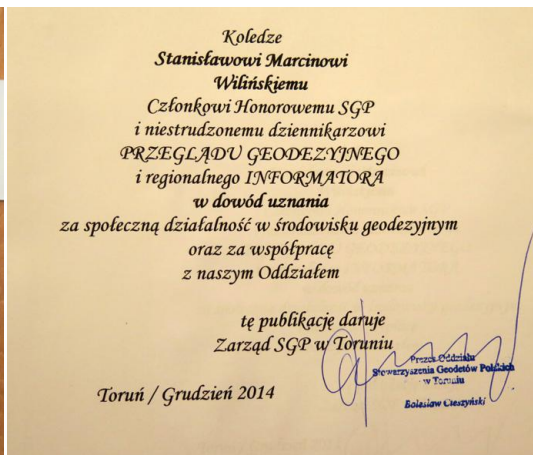 Koledze
Stanisławowi Marcinowi
Wilińskiemu
Członkowi Honorowemu SGP
i niestrudzonemu dziennikarzowi
PRZEGLĄDU GEODEZYJNEGO
i regionalnego INFORMATORA
w dowód uznania
za społeczną działalność w środowisku geodezyjnym
oraz za współpracę
z naszym Oddziałem
tę publikację daruje
Zarząd SGP w Toruniu
Prezes Oddziału
Stowarzyszenia Geodetów Polskich
w Toruniu
Bolesław Cieszyński
Toruń / Grudzień 2014